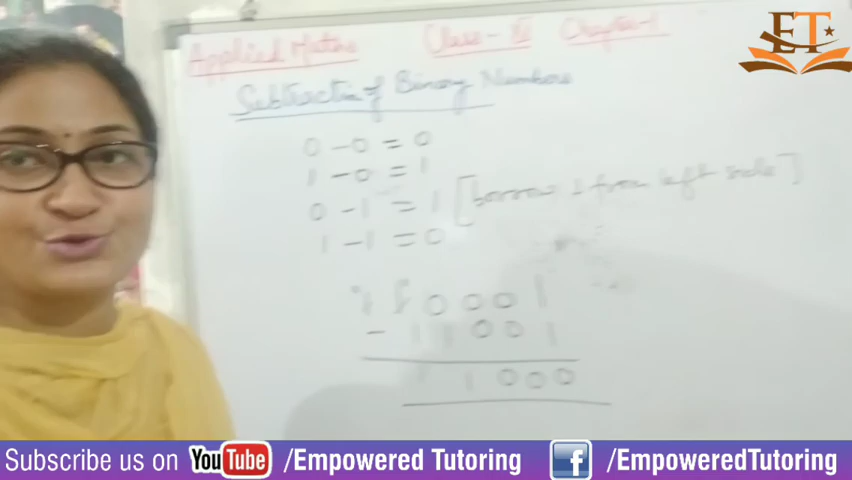 ET
Applied Maths Class - XI Chapter-1
Subtraction of Binary Numbers
0 - 0 = 0
1 - 0 = 1
0 - 1 = 1 [borrow 1 from left side]
1 - 1 = 0
1 1 0 0 0 1
- 1 1 0 0 1
1 1 0 0 0
Subscribe us on YouTube /Empowered Tutoring f /EmpoweredTutoring